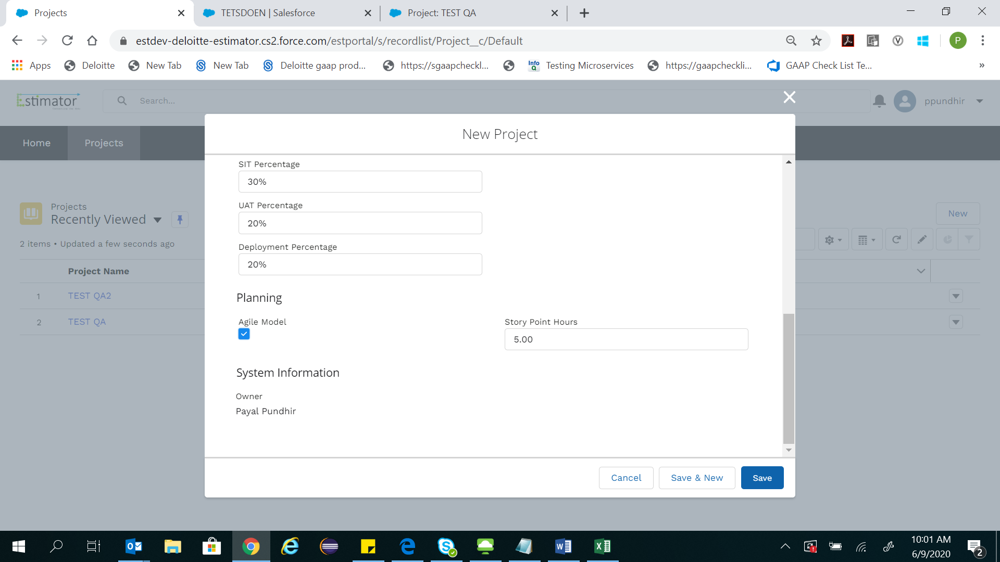 Projects
TETSDOEN | Salesforce
Project: TEST QA
estdev-deloitte-estimator.cs2.force.com/estportal/s/recordlist/Project__c/Default
P
Apps
Deloitte
New Tab
New Tab
Deloitte gaap prod...
https://sgaapcheckl...
Info Q
Testing Microservices
https://gaapcheckli...
GAAP Check List Te...
»
Estimator
Search...
ppundhir
Home
Projects
New Project
SIT Percentage
30%
UAT Percentage
20%
Deployment Percentage
20%
Planning
Agile Model
Story Point Hours
5.00
System Information
Owner
Payal Pundhir
Cancel
Save & New
Save
Projects
Recently Viewed
New
2 items • Updated a few seconds ago
Project Name
1 TEST QA2
2 TEST QA
10:01 AM
6/9/2020
2